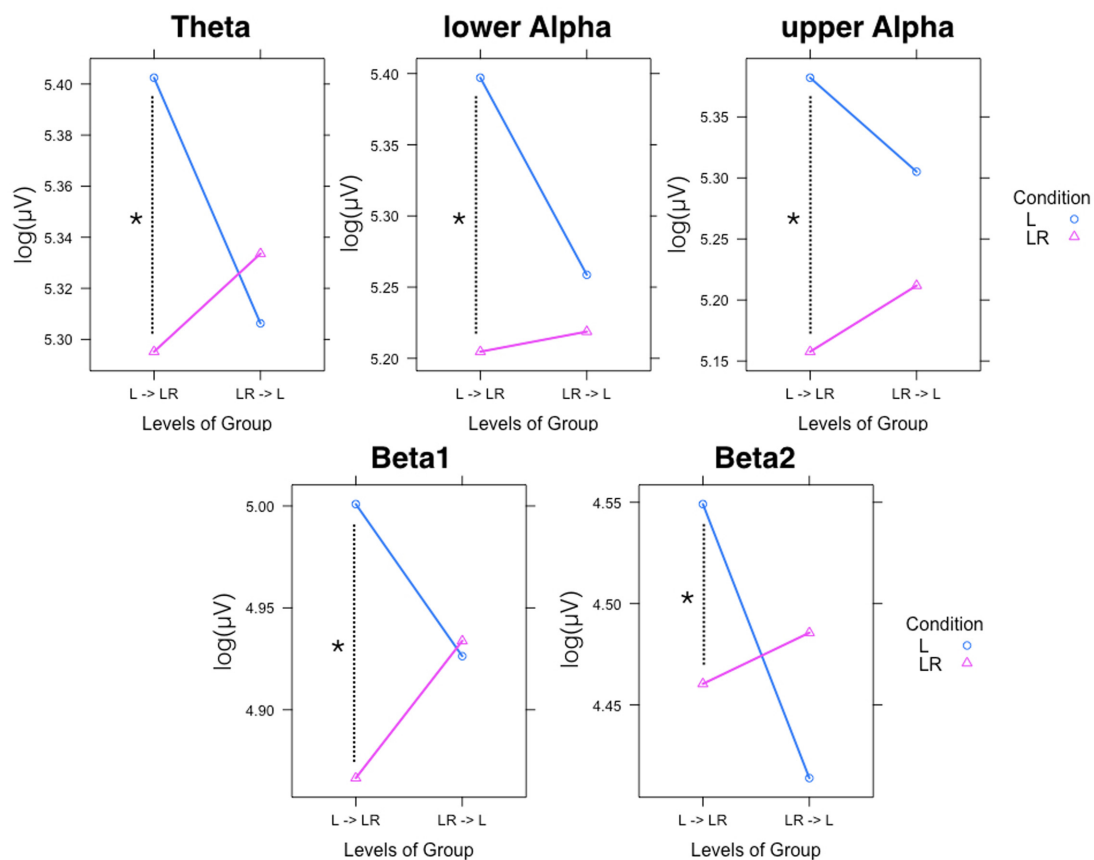 Theta
lower Alpha
upper Alpha
5.40
5.38
5.36
5.34
5.32
5.30
log(µV)
*
L -> LR
LR -> L
Levels of Group
5.40
5.35
5.30
5.25
5.20
log(µV)
*
L -> LR
LR -> L
Levels of Group
5.35
5.30
5.25
5.20
5.15
log(µV)
*
L -> LR
LR -> L
Levels of Group
Condition
L
LR
Beta1
Beta2
5.00
4.95
4.90
log(µV)
*
L -> LR
LR -> L
Levels of Group
4.55
4.50
4.45
log(µV)
*
L -> LR
LR -> L
Levels of Group
Condition
L
LR